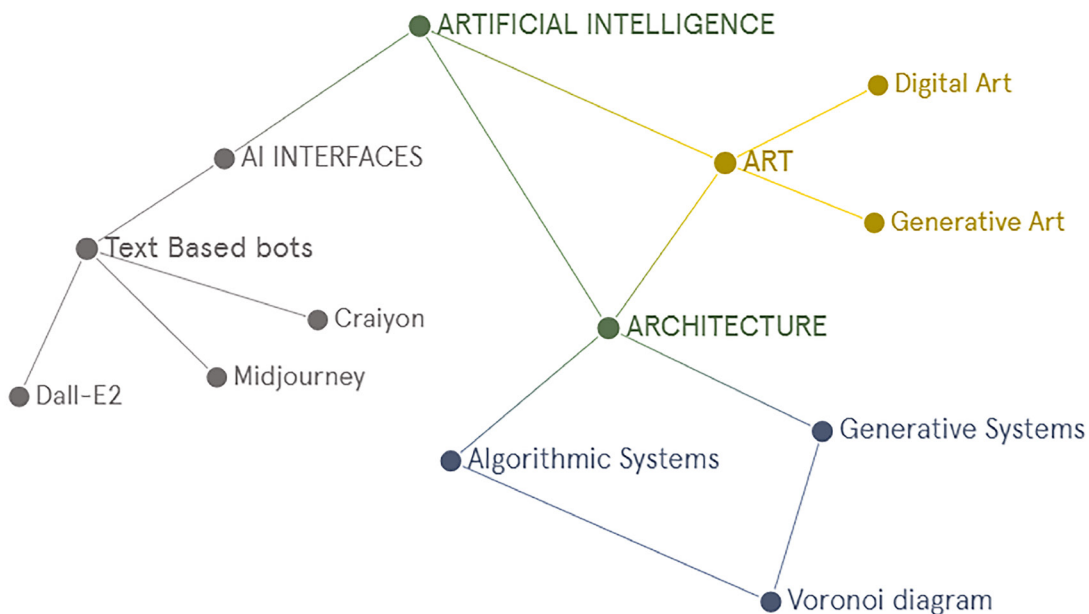 ARTIFICIAL INTELLIGENCE
Digital Art
AI INTERFACES
ART
Generative Art
Text Based bots
Craiyon
ARCHITECTURE
Midjourney
Dall-E2
Generative Systems
Algorithmic Systems
Voronoi diagram